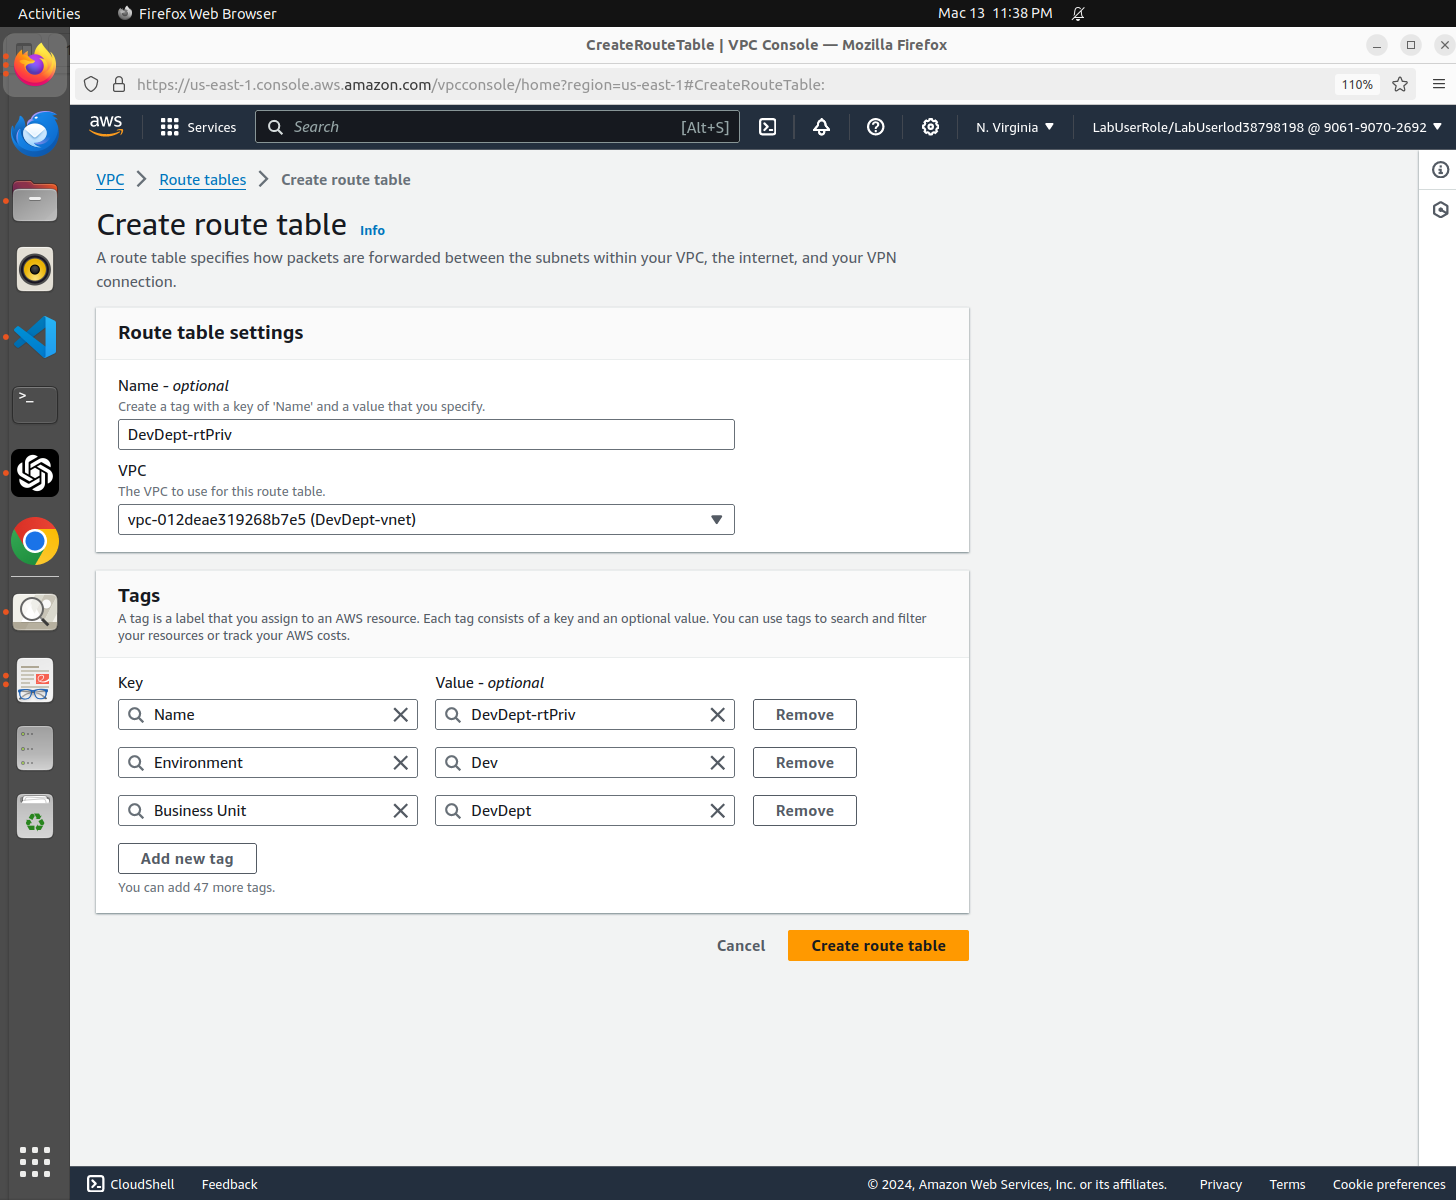 Activities
Firefox Web Browser
Mac 13 11:38 PM
CreateRouteTable | VPC Console — Mozilla Firefox
https://us-east-1.console.aws.amazon.com/vpcconsole/home?region=us-east-1#CreateRouteTable:
110%
aws
Services
Search
[Alt+S]
N. Virginia
LabUserRole/LabUserlod38798198 @ 9061-9070-2692
VPC
Route tables
Create route table
Create route table
Info
A route table specifies how packets are forwarded between the subnets within your VPC, the internet, and your VPN
connection.
Route table settings
Name - optional
Create a tag with a key of 'Name' and a value that you specify.
DevDept-rtPriv
VPC
The VPC to use for this route table.
vpc-012deae319268b7e5 (DevDept-vnet)
Tags
A tag is a label that you assign to an AWS resource. Each tag consists of a key and an optional value. You can use tags to search and filter
your resources or track your AWS costs.
Key
Value - optional
Name
DevDept-rtPriv
Remove
Environment
Dev
Remove
Business Unit
DevDept
Remove
Add new tag
You can add 47 more tags.
Cancel
Create route table
CloudShell
Feedback
© 2024, Amazon Web Services, Inc. or its affiliates.
Privacy
Terms
Cookie preferences